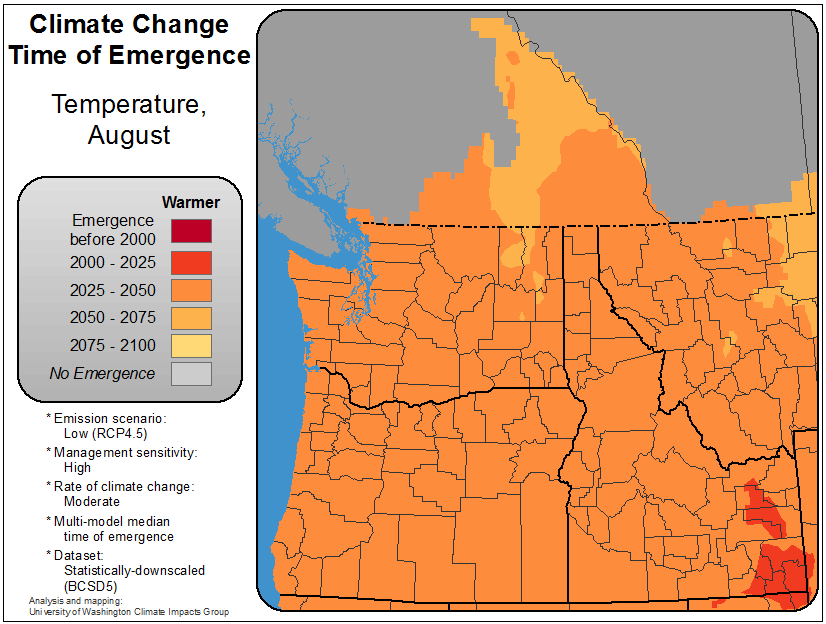 Climate Change
Time of Emergence
Temperature,
August
Warmer
Emergence
before 2000
2000 - 2025
2025 - 2050
2050 - 2075
2075 - 2100
No Emergence
* Emission scenario:
Low (RCP4.5)
* Management sensitivity:
High
* Rate of climate change:
Moderate
* Multi-model median
time of emergence
* Dataset:
Statistically-downscaled
(BCSD5)
Analysis and mapping:
University of Washington Climate Impacts Group